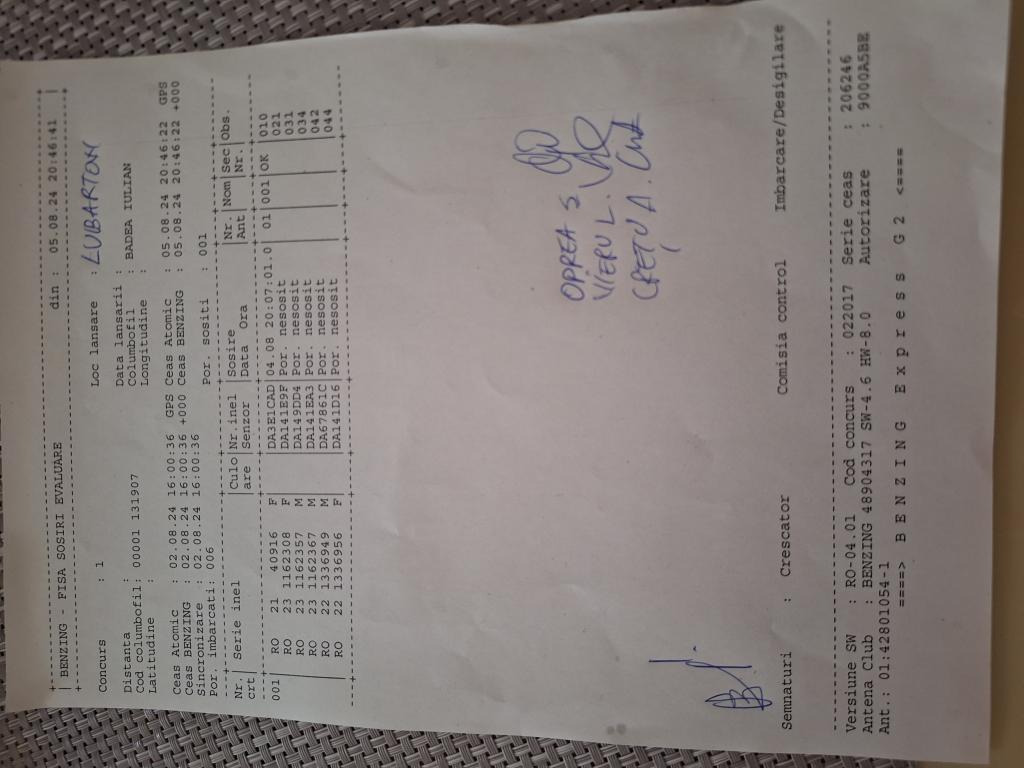 | BENZING - FISA SOSIRI EVALUARE din : 05.08.24 20:46:41 |
Concurs : 1 Loc lansare : LUBARTOM
Distanta : Data lansarii :
Cod columbofil: 0001 131907 Columbofil : BADEA IULIAN
Latitudine : Longitudine :
Ceas Atomic : 02.08.24 16:00:36 GPS Ceas Atomic : 05.08.24 20:46:22 GPS
Ceas BENZING : 02.08.24 16:00:36 +000 Ceas BENZING : 05.08.24 20:46:22 +000
Sincronizare : 02.08.24 16:00:36
Por. imbarcati: 006 Por. sositi : 001
Nr. Serie inel |Culo|Nr.inel |Sosire |Nr. |Nom|Sec|Obs.
crt| |are |Senzor |Data Ora |Ant| |Nr.|
001| RO 21 40916 F | |DA3E1CAD|04.08 20:07:01.0| 01|001|OK |010
| RO 23 1162308 F | |DA141E9F|Por. nesosit | | | |021
| RO 23 1162357 M | |DA149DD4|Por. nesosit | | | |031
| RO 23 1162367 M | |DA141EA3|Por. nesosit | | | |034
| RO 22 1336949 M | |DA57861C|Por. nesosit | | | |042
| RO 22 1336956 F | |DA141D16|Por. nesosit | | | |044
OPREA S.
VIERU L.
CREȚU A.
Semnaturi : Crescator Comisia control Imbarcare/Desigilare
Versiune SW : RO-04.01 Cod concurs : 022017 Serie ceas : 206246
Antena Club : BENZING 48904317 SW-4.6 HW-8.0 Autorizare : 9000A5BE
Ant.: 01:42801054-1
====> B E N Z I N G E x p r e s s G 2 <====